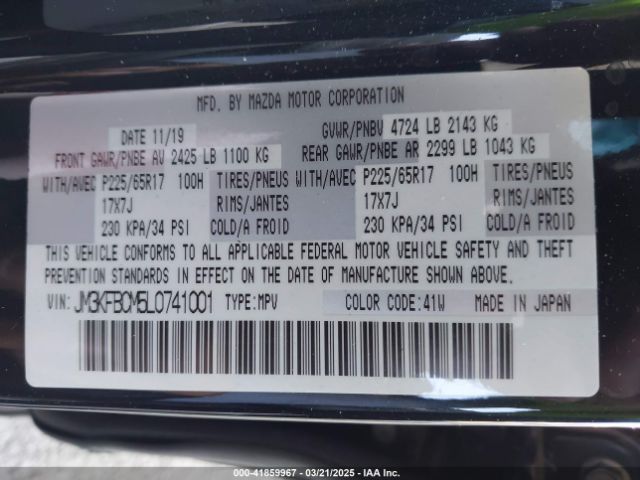 MFD. BY MAZDA MOTOR CORPORATION
DATE 11/19 GVWR/PNBV 4724 LB 2143 KG
FRONT GAWR/PNBE AV 2425 LB 1100 KG REAR GAWR/PNBE AR 2299 LB 1043 KG
WITH/AVEC P225/65R17 100H TIRES/PNEUS WITH/AVEC P225/65R17 100H TIRES/PNEUS
17X7J RIMS/JANTES 17X7J RIMS/JANTES
230 KPA/34 PSI COLD/A FROID 230 KPA/34 PSI COLD/A FROID
THIS VEHICLE CONFORMS TO ALL APPLICABLE FEDERAL MOTOR VEHICLE SAFETY AND THEFT
PREVENTION STANDARDS IN EFFECT ON THE DATE OF MANUFACTURE SHOWN ABOVE.
VIN: JM3KFBCM5L0741001 TYPE: MPV COLOR CODE: 41W MADE IN JAPAN
000-41859967 - 03/21/2025 - IAA Inc.